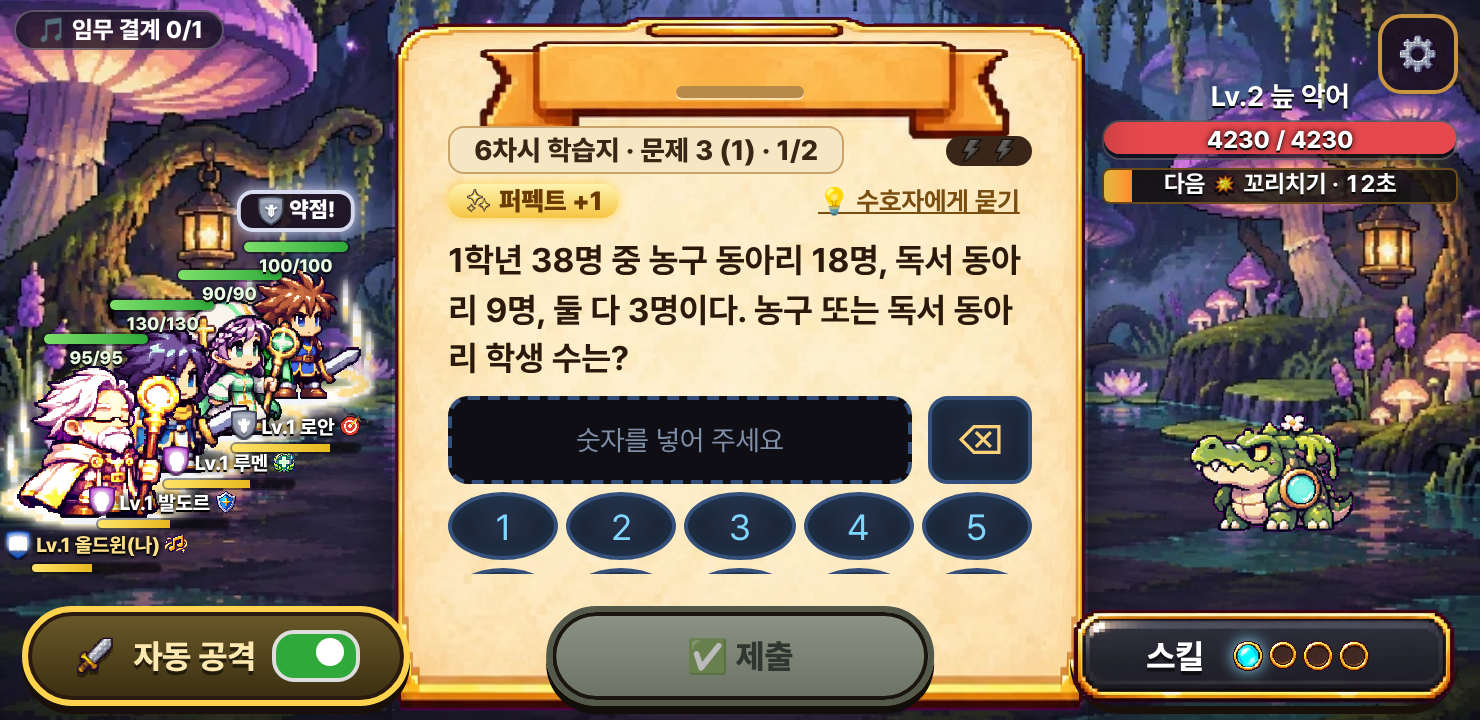 🎵 임무 결계 0/1
6차시 학습지 · 문제 3 (1) · 1/2
✨ 퍼펙트 +1
💡 수호자에게 묻기
1학년 38명 중 농구 동아리 18명, 독서 동아
리 9명, 둘 다 3명이다. 농구 또는 독서 동아
리 학생 수는?
숫자를 넣어 주세요
1 2 3 4 5
✅ 제출
약점!
100/100
90/90
130/130
95/95
Lv.1 로안
Lv.1 루멘
Lv.1 발도르
Lv.1 올드윈(나)
자동 공격
Lv.2 늪 악어
4230 / 4230
다음 💥 꼬리치기 · 12초
스킬